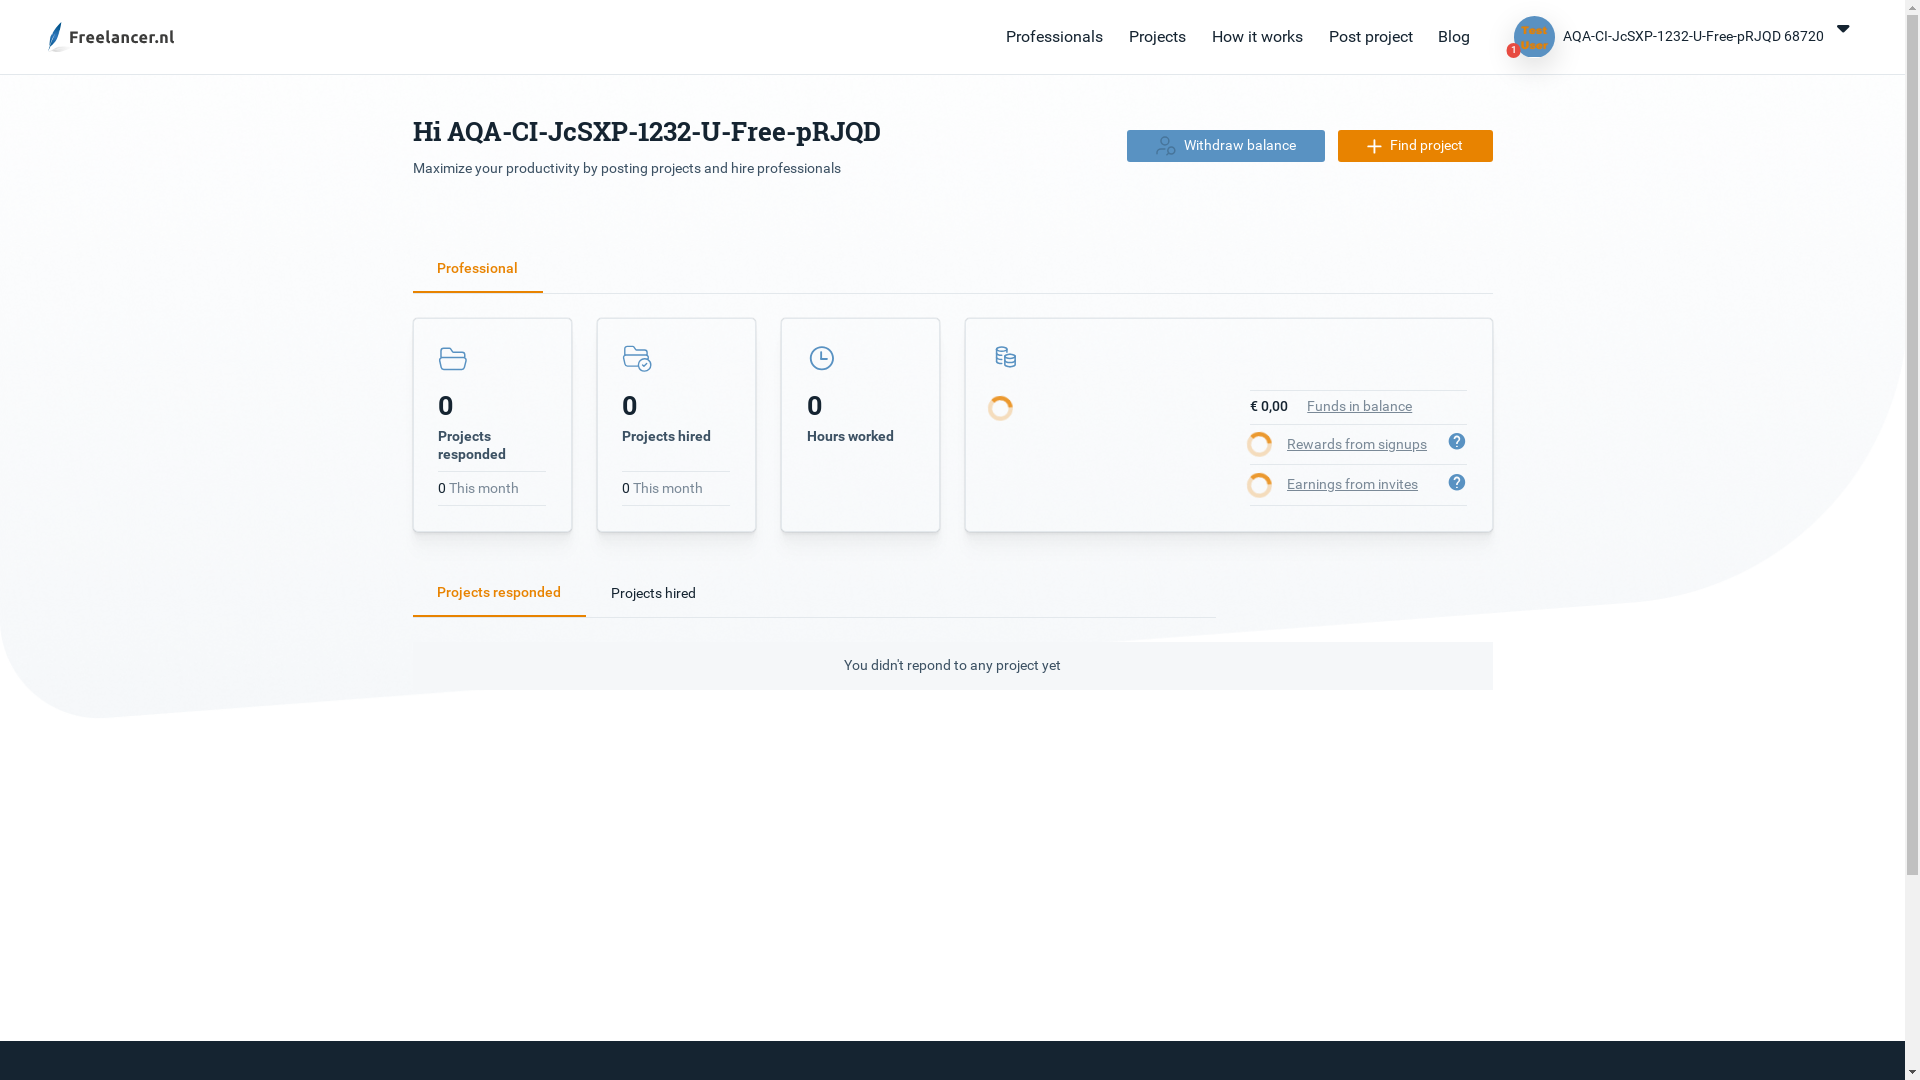 Freelancer.nl
Professionals
Projects
How it works
Post project
Blog
Test
User
1
AQA-CI-JcSXP-1232-U-Free-pRJQD 68720
Hi AQA-CI-JcSXP-1232-U-Free-pRJQD
Maximize your productivity by posting projects and hire professionals
Withdraw balance
Find project
Professional
0
Projects
responded
0 This month
0
Projects hired
0 This month
0
Hours worked
€ 0,00 Funds in balance
Rewards from signups ?
Earnings from invites ?
Projects responded
Projects hired
You didn't repond to any project yet